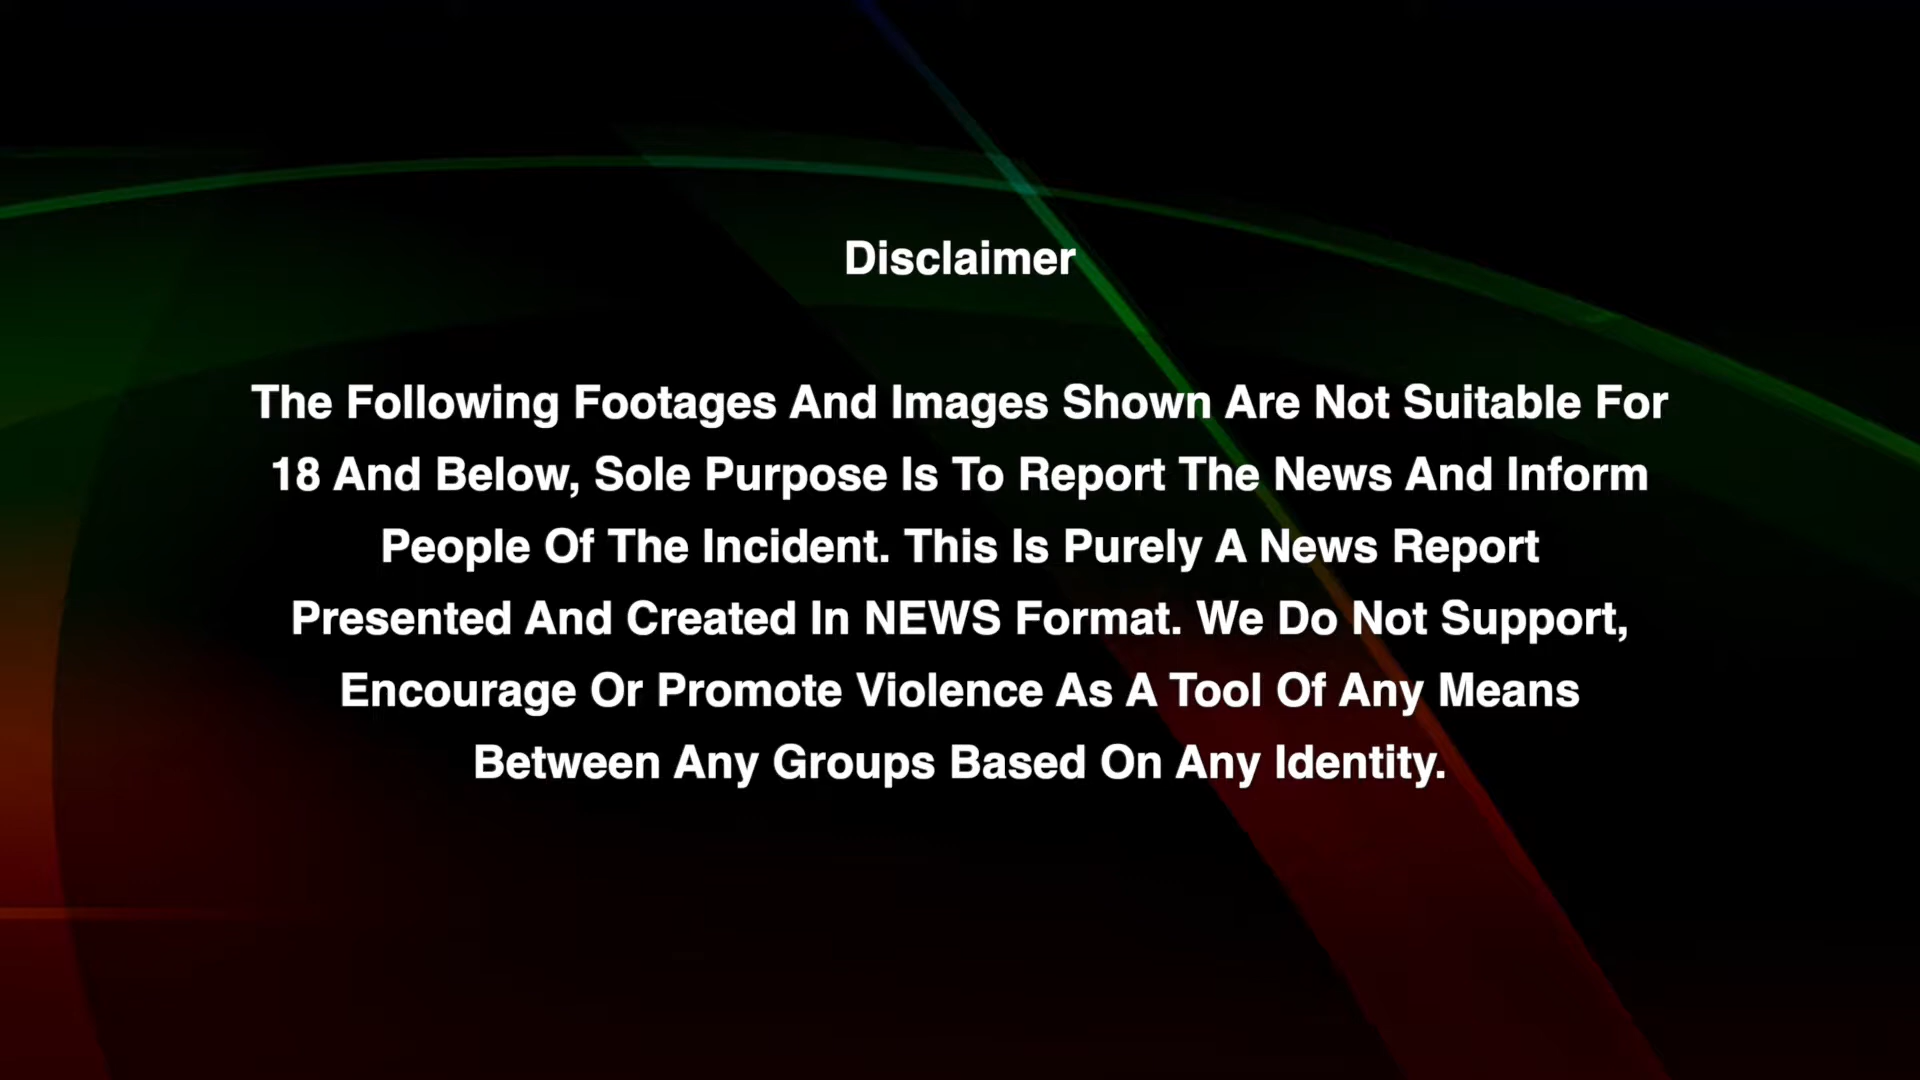 Disclaimer
The Following Footages And Images Shown Are Not Suitable For
18 And Below, Sole Purpose Is To Report The News And Inform
People Of The Incident. This Is Purely A News Report
Presented And Created In NEWS Format. We Do Not Support,
Encourage Or Promote Violence As A Tool Of Any Means
Between Any Groups Based On Any Identity.